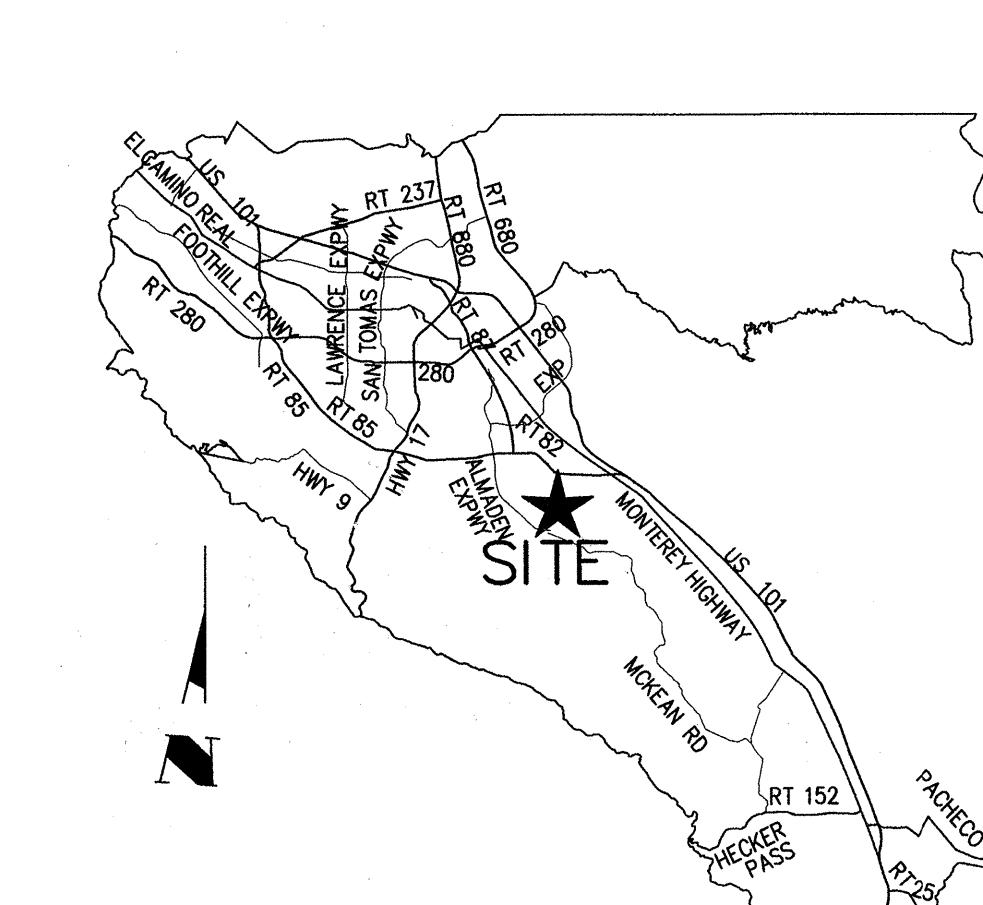 EL CAMINO REAL
US 101
RT 237
RT 880
RT 680
FOOTHILL EXPRWY
LAWRENCE EXPWY
SAN TOMAS EXPWY
RT 280
RT 87
RT 280
280
EXP
RT 85
RT 85
RT 82
HWY 17
HWY 9
ALMADEN
EXPWY
SITE
MONTEREY HIGHWAY
US 101
MCKEAN RD
N
RT 152
HECKER
PASS
PACHECO
RT 25